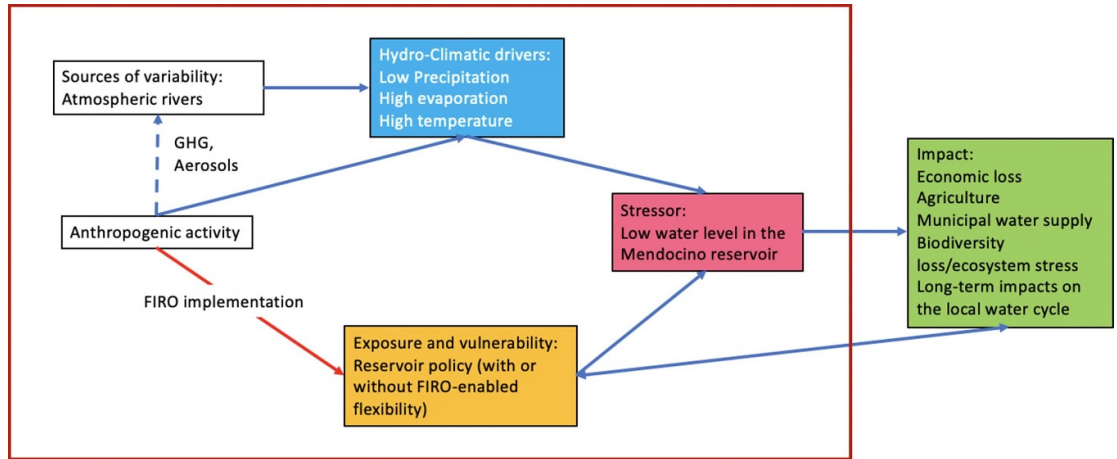 Sources of variability:
Atmospheric rivers
Hydro-Climatic drivers:
Low Precipitation
High evaporation
High temperature
GHG,
Aerosols
Anthropogenic activity
FIRO implementation
Exposure and vulnerability:
Reservoir policy (with or
without FIRO-enabled
flexibility)
Stressor:
Low water level in the
Mendocino reservoir
Impact:
Economic loss
Agriculture
Municipal water supply
Biodiversity
loss/ecosystem stress
Long-term impacts on
the local water cycle